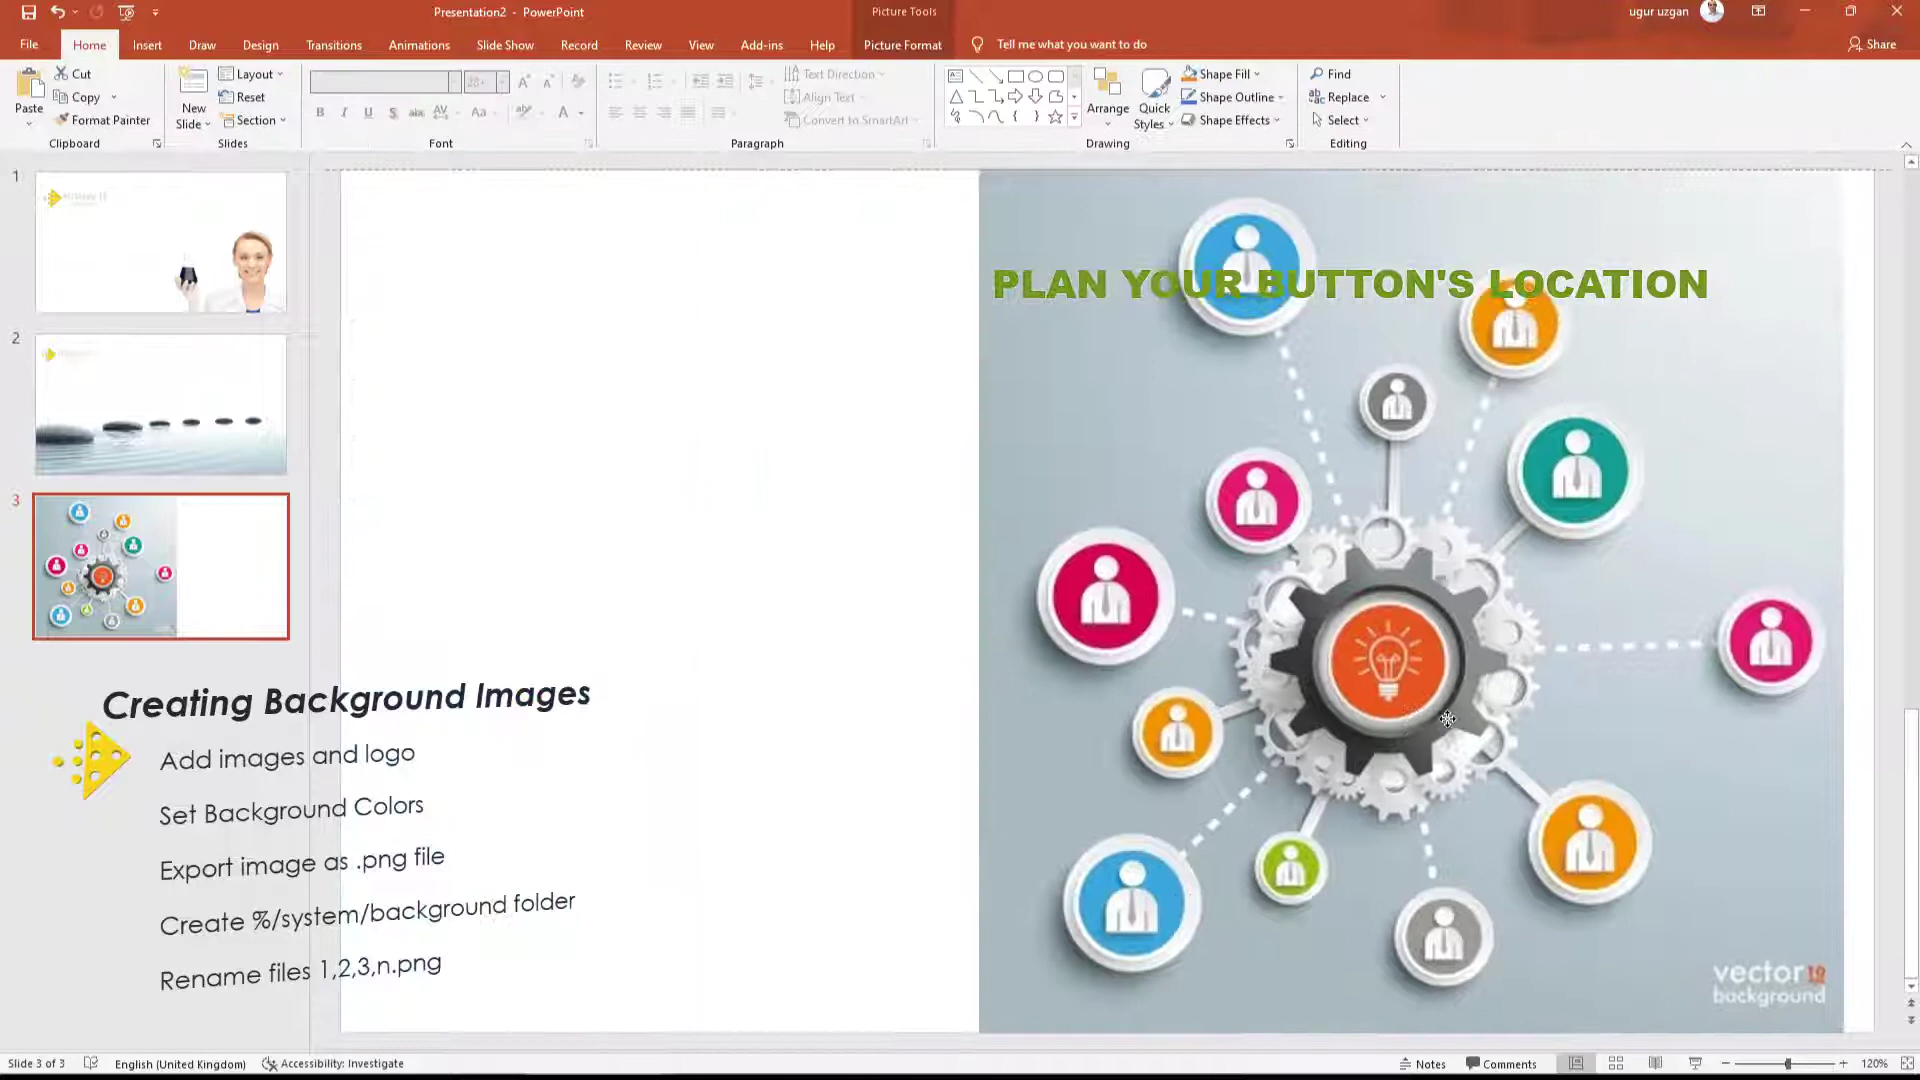 Presentation2 - PowerPoint
Picture Tools
ugur uzgan
File Home Insert Draw Design Transitions Animations Slide Show Record Review View Add-ins Help Picture Format Tell me what you want to do Share
Paste
Cut
Copy
Format Painter
Clipboard
New
Slide
Layout
Reset
Section
Slides
Font
Text Direction
Align Text
Convert to SmartArt
Paragraph
Arrange
Quick
Styles
Shape Fill
Shape Outline
Shape Effects
Drawing
Find
Replace
Select
Editing
1
2
3
PLAN YOUR BUTTON'S LOCATION
Creating Background Images
Add images and logo
Set Background Colors
Export image as .png file
Create %/system/background folder
Rename files 1,2,3,n.png
vector10
background
Slide 3 of 3 English (United Kingdom) Accessibility: Investigate Notes Comments 120%